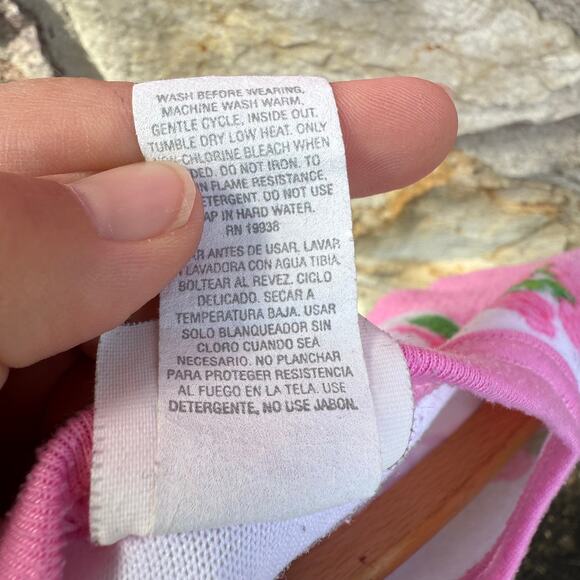 WASH BEFORE WEARING,
MACHINE WASH WARM.
GENTLE CYCLE, INSIDE OUT.
TUMBLE DRY LOW HEAT. ONLY
NON-CHLORINE BLEACH WHEN
DED. DO NOT IRON. TO
IN FLAME RESISTANCE,
ETERGENT. DO NOT USE
AP IN HARD WATER.
RN 19938
AR ANTES DE USAR. LAVAR
LAVADORA CON AGUA TIBIA.
BOLTEAR AL REVEZ. CICLO
DELICADO. SECAR A
TEMPERATURA BAJA. USAR
SOLO BLANQUEADOR SIN
CLORO CUANDO SEA
NECESARIO. NO PLANCHAR
PARA PROTEGER RESISTENCIA
AL FUEGO EN LA TELA. USE
DETERGENTE, NO USE JABON.